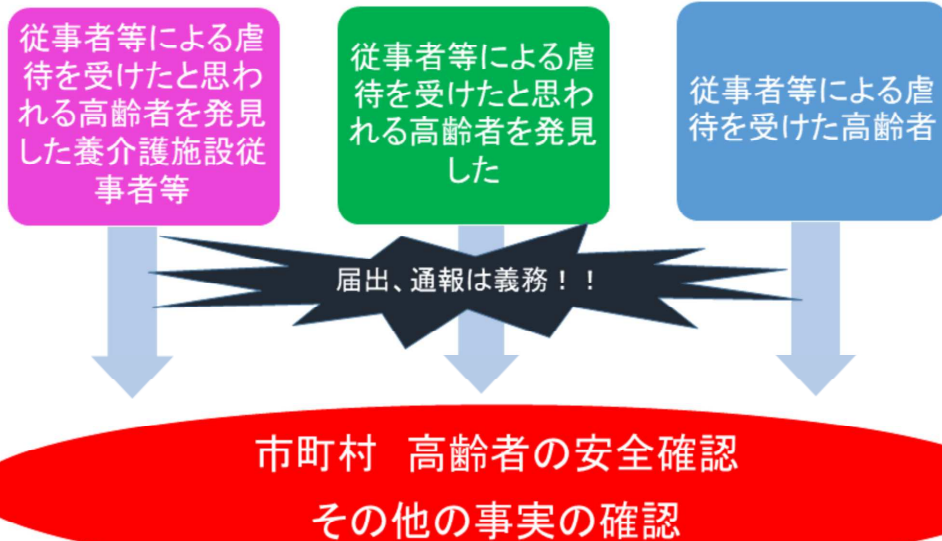 従事者等による虐
待を受けたと思わ
れる高齢者を発見
した養介護施設従
事者等
従事者等による虐
待を受けたと思わ
れる高齢者を発見
した
従事者等による虐
待を受けた高齢者
届出、通報は義務！！
市町村　高齢者の安全確認
その他の事実の確認